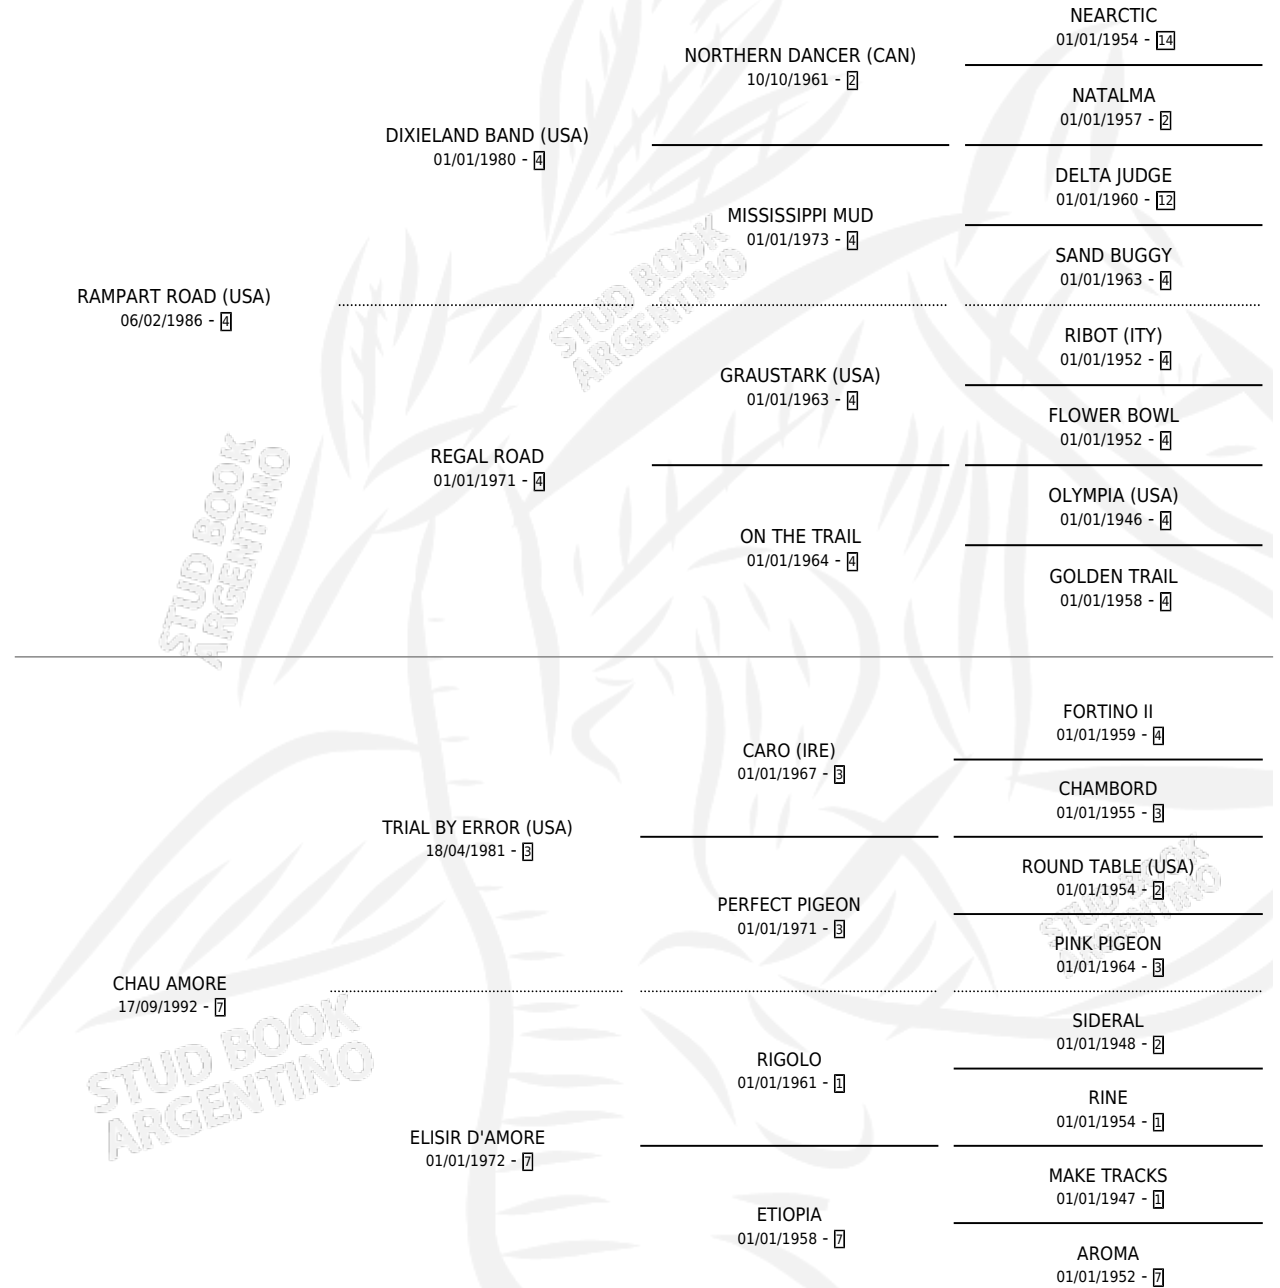 NEARCTIC
01/01/1954 - 14
NORTHERN DANCER (CAN)
10/10/1961 - 2
NATALMA
01/01/1957 - 2
DIXIELAND BAND (USA)
01/01/1980 - 4
DELTA JUDGE
01/01/1960 - 12
MISSISSIPPI MUD
01/01/1973 - 4
SAND BUGGY
01/01/1963 - 4
RAMPART ROAD (USA)
06/02/1986 - 4
RIBOT (ITY)
01/01/1952 - 4
GRAUSTARK (USA)
01/01/1963 - 4
FLOWER BOWL
01/01/1952 - 4
REGAL ROAD
01/01/1971 - 4
OLYMPIA (USA)
01/01/1946 - 4
ON THE TRAIL
01/01/1964 - 4
GOLDEN TRAIL
01/01/1958 - 4
FORTINO II
01/01/1959 - 4
CARO (IRE)
01/01/1967 - 3
CHAMBORD
01/01/1955 - 3
TRIAL BY ERROR (USA)
18/04/1981 - 3
ROUND TABLE (USA)
01/01/1954 - 2
PERFECT PIGEON
01/01/1971 - 3
PINK PIGEON
01/01/1964 - 3
CHAU AMORE
17/09/1992 - 7
SIDERAL
01/01/1948 - 2
RIGOLO
01/01/1961 - 1
RINE
01/01/1954 - 1
ELISIR D'AMORE
01/01/1972 - 7
MAKE TRACKS
01/01/1947 - 1
ETIOPIA
01/01/1958 - 7
AROMA
01/01/1952 - 7
STUD BOOK
ARGENTINO
STUD BOOK
ARGENTINO
STUD BOOK
ARGENTINO
STUD BOOK
ARGENTINO